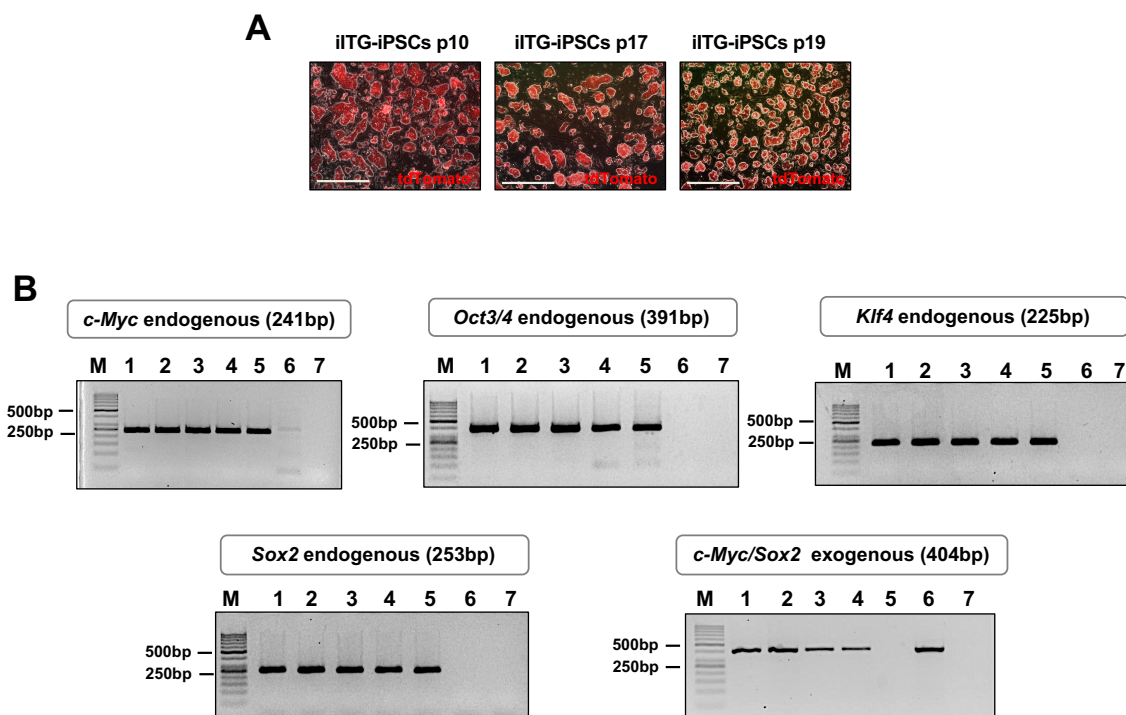 A
iITG-iPSCs p10 iITG-iPSCs p17 iITG-iPSCs p19
tdTomato tdTomato tdTomato
B
c-Myc endogenous (241bp) Oct3/4 endogenous (391bp) Klf4 endogenous (225bp)
M 1 2 3 4 5 6 7 M 1 2 3 4 5 6 7 M 1 2 3 4 5 6 7
500bp 500bp 500bp
250bp 250bp 250bp
Sox2 endogenous (253bp) c-Myc/Sox2 exogenous (404bp)
M 1 2 3 4 5 6 7 M 1 2 3 4 5 6 7
500bp 500bp
250bp 250bp